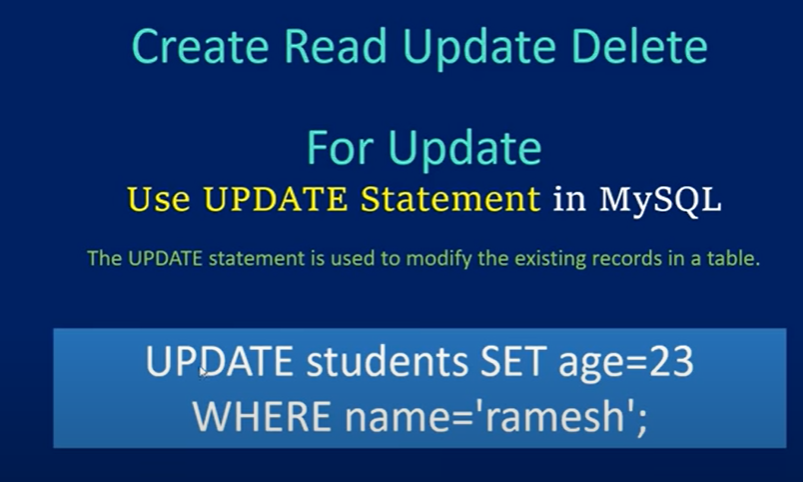 Create Read Update Delete
For Update
Use UPDATE Statement in MySQL
The UPDATE statement is used to modify the existing records in a table.
UPDATE students SET age=23
WHERE name='ramesh';